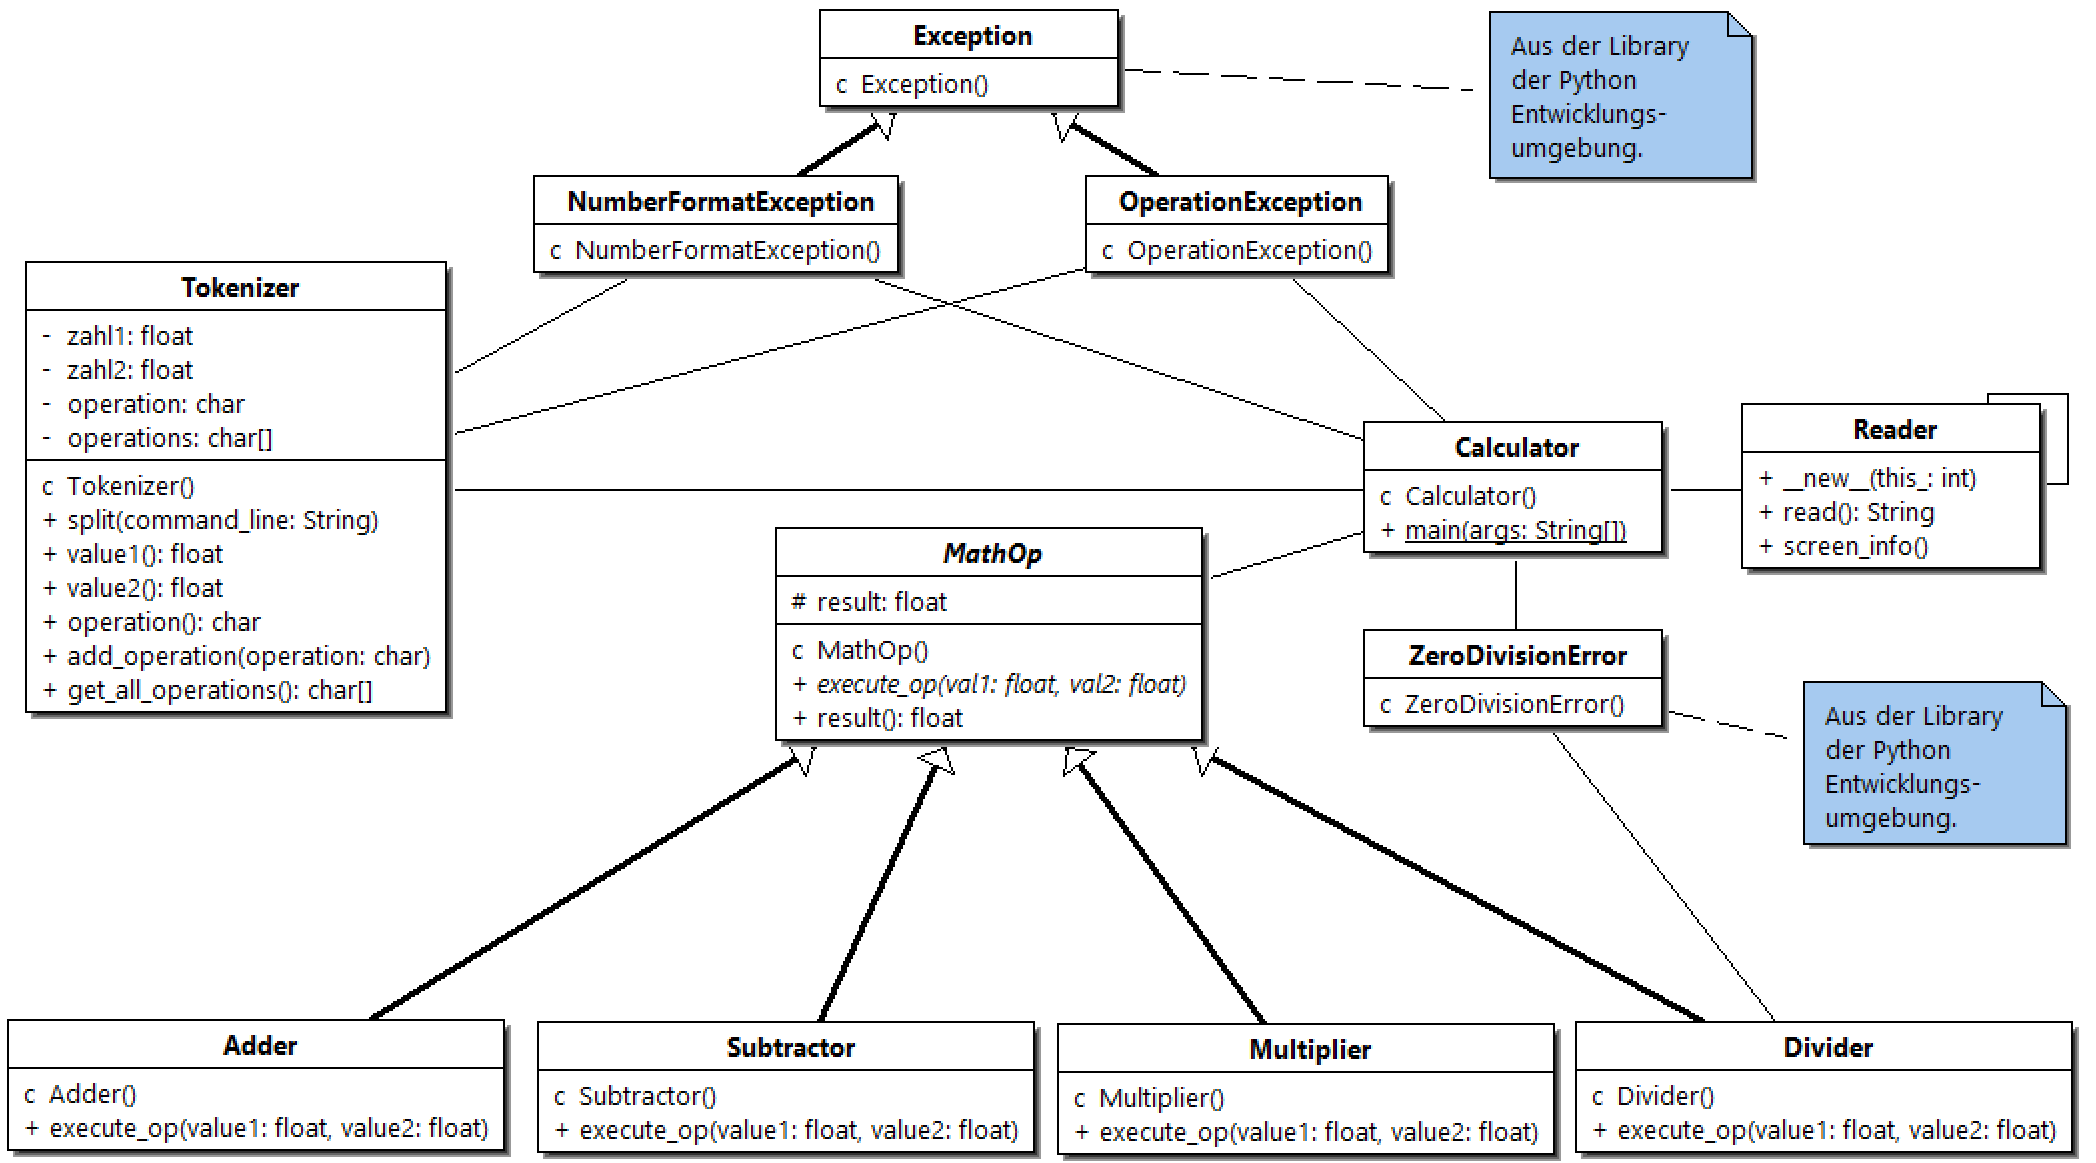 Exception
c Exception()
Aus der Library
der Python
Entwicklungs-
umgebung.
NumberFormatException
c NumberFormatException()
OperationException
c OperationException()
Tokenizer
- zahl1: float
- zahl2: float
- operation: char
- operations: char[]
c Tokenizer()
+ split(command_line: String)
+ value1(): float
+ value2(): float
+ operation(): char
+ add_operation(operation: char)
+ get_all_operations(): char[]
Calculator
c Calculator()
+ main(args: String[])
Reader
+ __new__(this_: int)
+ read(): String
+ screen_info()
MathOp
# result: float
c MathOp()
+ execute_op(val1: float, val2: float)
+ result(): float
ZeroDivisionError
c ZeroDivisionError()
Aus der Library
der Python
Entwicklungs-
umgebung.
Adder
c Adder()
+ execute_op(value1: float, value2: float)
Subtractor
c Subtractor()
+ execute_op(value1: float, value2: float)
Multiplier
c Multiplier()
+ execute_op(value1: float, value2: float)
Divider
c Divider()
+ execute_op(value1: float, value2: float)